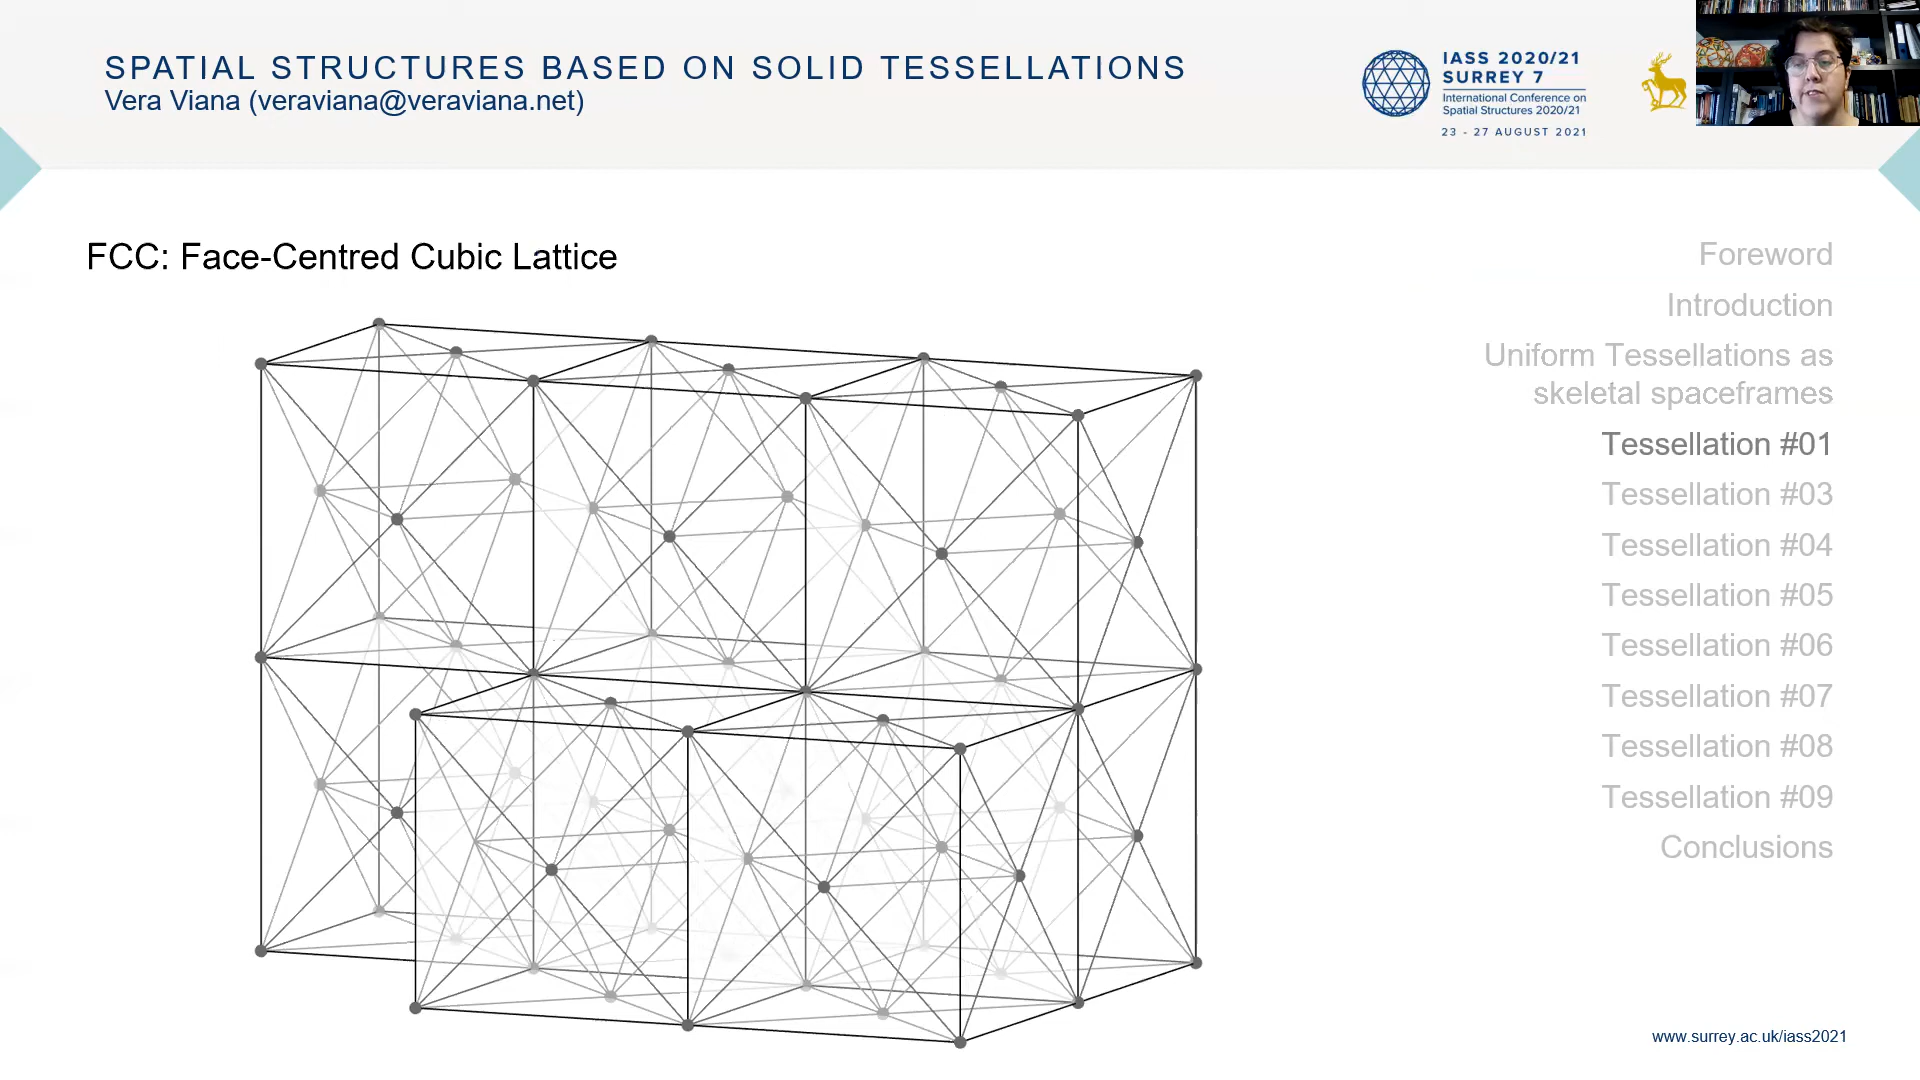 SPATIAL STRUCTURES BASED ON SOLID TESSELLATIONS
Vera Viana (veraviana@veraviana.net)
IASS 2020/21
SURREY 7
International Conference on
Spatial Structures 2020/21
23 - 27 AUGUST 2021
FCC: Face-Centred Cubic Lattice
Foreword
Introduction
Uniform Tessellations as
skeletal spaceframes
Tessellation #01
Tessellation #03
Tessellation #04
Tessellation #05
Tessellation #06
Tessellation #07
Tessellation #08
Tessellation #09
Conclusions
www.surrey.ac.uk/iass2021